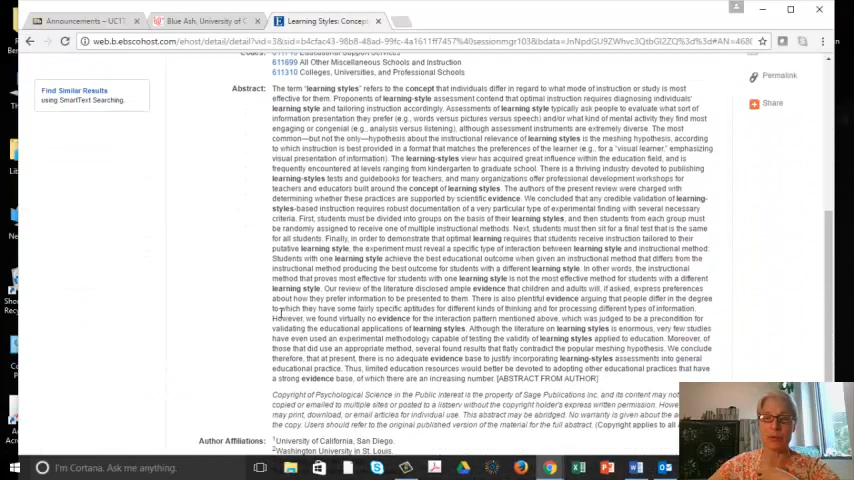 Announcements – UC1T
Blue Ash, University of C
Learning Styles: Concept
web.b.ebscohost.com/ehost/detail/detail?vid=3&sid=b4cfac43-98b8-48ad-99fc-4a1611ff7457%40sessionmgr103&bdata=JnNpdGU9ZWhvc3QtbGl2ZQ%3d%3d#AN=4680
611710 Educational Support Services
Codes:
611699 All Other Miscellaneous Schools and Instruction
611310 Colleges, Universities, and Professional Schools
Find Similar Results
using SmartText Searching.
Permalink
Share
Abstract:
The term "learning styles" refers to the concept that individuals differ in regard to what mode of instruction or study is most
effective for them. Proponents of learning-style assessment contend that optimal instruction requires diagnosing individuals'
learning style and tailoring instruction accordingly. Assessments of learning style typically ask people to evaluate what sort of
information presentation they prefer (e.g., words versus pictures versus speech) and/or what kind of mental activity they find most
engaging or congenial (e.g., analysis versus listening), although assessment instruments are extremely diverse. The most
common—but not the only—hypothesis about the instructional relevance of learning styles is the meshing hypothesis, according
to which instruction is best provided in a format that matches the preferences of the learner (e.g., for a "visual learner," emphasizing
visual presentation of information). The learning-styles view has acquired great influence within the education field, and is
frequently encountered at levels ranging from kindergarten to graduate school. There is a thriving industry devoted to publishing
learning-styles tests and guidebooks for teachers, and many organizations offer professional development workshops for
teachers and educators built around the concept of learning styles. The authors of the present review were charged with
determining whether these practices are supported by scientific evidence. We concluded that any credible validation of learning-
styles-based instruction requires robust documentation of a very particular type of experimental finding with several necessary
criteria. First, students must be divided into groups on the basis of their learning styles, and then students from each group must
be randomly assigned to receive one of multiple instructional methods. Next, students must then sit for a final test that is the same
for all students. Finally, in order to demonstrate that optimal learning requires that students receive instruction tailored to their
putative learning style, the experiment must reveal a specific type of interaction between learning style and instructional method:
Students with one learning style achieve the best educational outcome when given an instructional method that differs from the
instructional method producing the best outcome for students with a different learning style. In other words, the instructional
method that proves most effective for students with one learning style is not the most effective method for students with a different
learning style. Our review of the literature disclosed ample evidence that children and adults will, if asked, express preferences
about how they prefer information to be presented to them. There is also plentiful evidence arguing that people differ in the degree
to which they have some fairly specific aptitudes for different kinds of thinking and for processing different types of information.
However, we found virtually no evidence for the interaction pattern mentioned above, which was judged to be a precondition for
validating the educational applications of learning styles. Although the literature on learning styles is enormous, very few studies
have even used an experimental methodology capable of testing the validity of learning styles applied to education. Moreover, of
those that did use an appropriate method, several found results that flatly contradict the popular meshing hypothesis. We conclude
therefore, that at present, there is no adequate evidence base to justify incorporating learning-styles assessments into general
educational practice. Thus, limited education resources would better be devoted to adopting other educational practices that have
a strong evidence base, of which there are an increasing number. [ABSTRACT FROM AUTHOR]
Copyright of Psychological Science in the Public Interest is the property of Sage Publications Inc. and its content may not
copied or emailed to multiple sites or posted to a listserv without the copyright holder's express written permission. Howe
may print, download, or email articles for individual use. This abstract may be abridged. No warranty is given about the a
the copy. Users should refer to the original published version of the material for the full abstract. (Copyright applies to all
Author Affiliations:
1University of California, San Diego.
2Washington University in St. Louis.
I'm Cortana. Ask me anything.